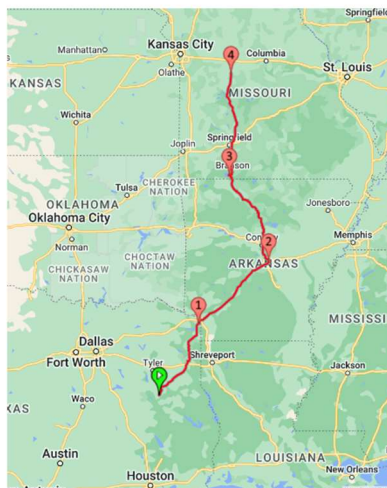 Springfield
Manhattan
Kansas City
4
Columbia
Olathe
St. Louis
KANSAS
MISSOURI
Wichita
Joplin
Springfield
3
Branson
CHEROKEE
NATION
Tulsa
Jonesboro
OKLAHOMA
Oklahoma City
Norman
CHOCTAW
NATION
CHICKASAW
NATION
2
Con
Memphis
ARKANSAS
MISSISSI
1
Dallas
Fort Worth
Tyler
Shreveport
Jackson
XAS
Waco
LOUISIANA
Austin
Houston
New Orleans